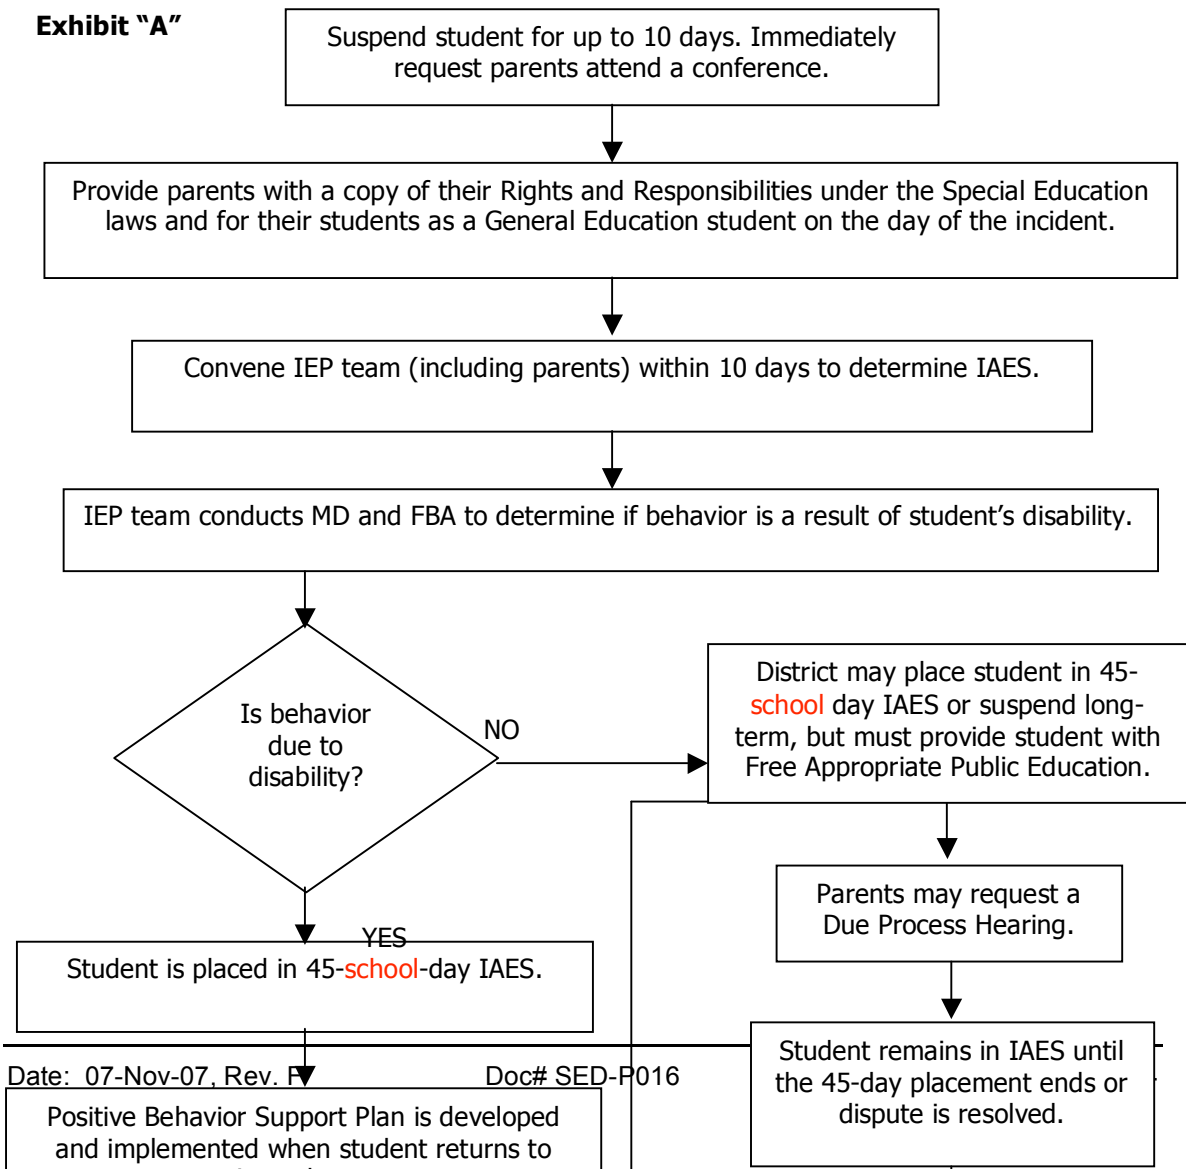 Exhibit “A”
Suspend student for up to 10 days. Immediately
request parents attend a conference.
Provide parents with a copy of their Rights and Responsibilities under the Special Education
laws and for their students as a General Education student on the day of the incident.
Convene IEP team (including parents) within 10 days to determine IAES.
IEP team conducts MD and FBA to determine if behavior is a result of student’s disability.
Is behavior
due to
disability?
NO
District may place student in 45-
school day IAES or suspend long-
term, but must provide student with
Free Appropriate Public Education.
Parents may request a
Due Process Hearing.
YES
Student is placed in 45-school-day IAES.
Student remains in IAES until
the 45-day placement ends or
dispute is resolved.
Date: 07-Nov-07, Rev.
Doc# SED-P016
Positive Behavior Support Plan is developed
and implemented when student returns to